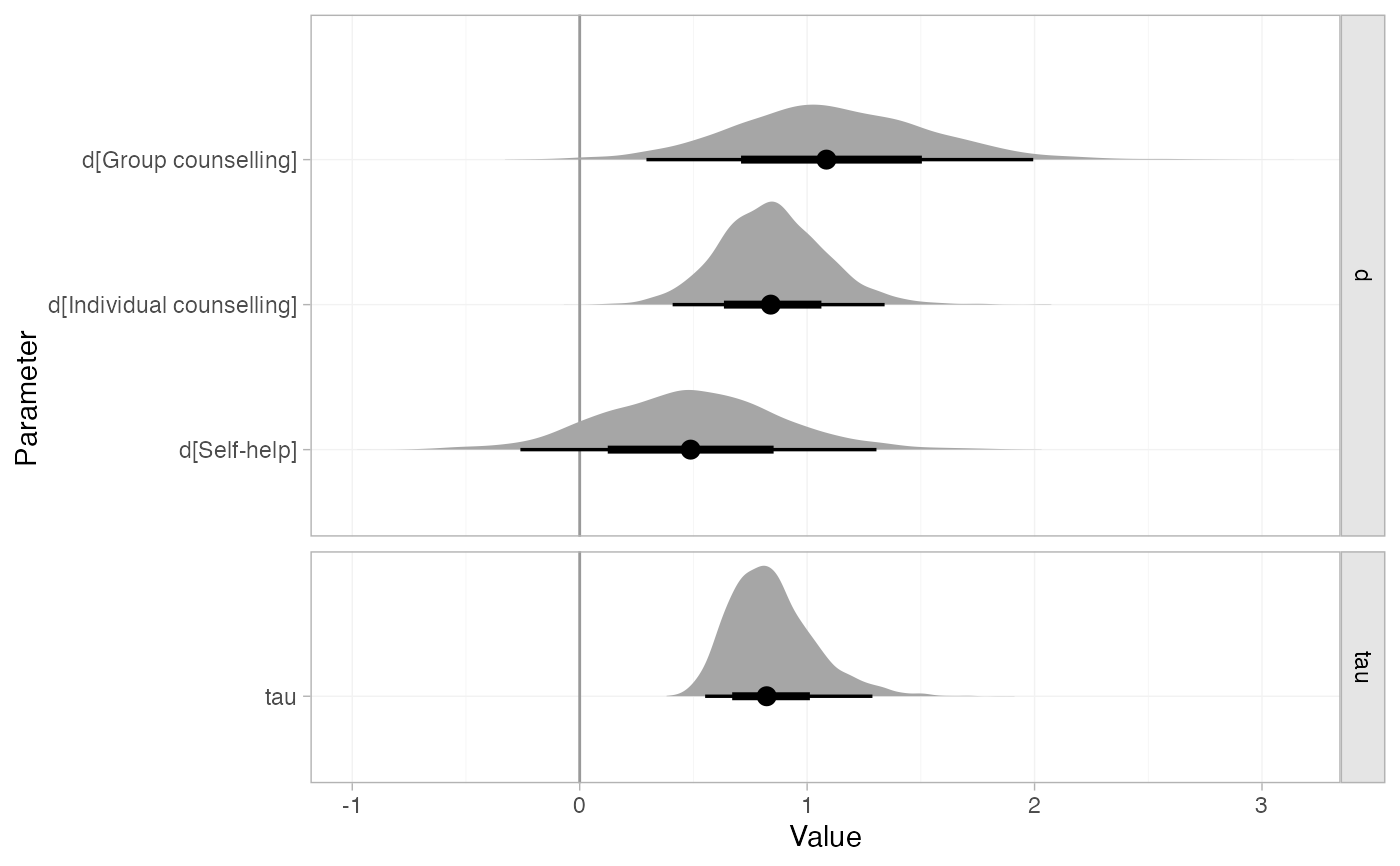 Parameter
d[Group counselling]
d[Individual counselling]
d[Self-help]
d
tau
tau
-1
0
1
2
3
Value